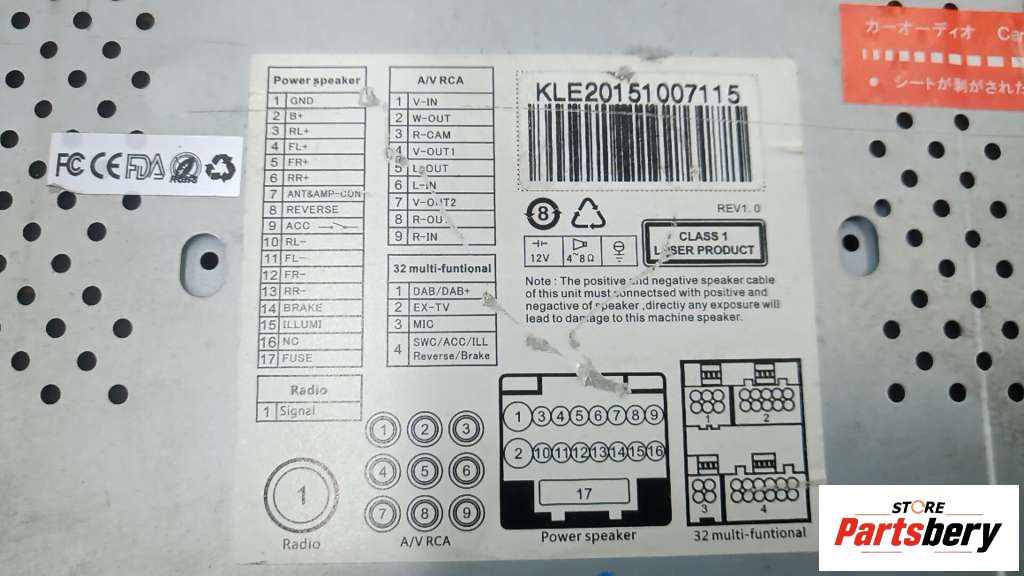 カーオーディオ Car
● シートが剥がされた
FC CE FDA RoHS
Power speaker
1 GND
2 B+
3 RL+
4 FL+
5 FR+
6 RR+
7 ANT&AMP-CON
8 REVERSE
9 ACC
10 RL-
11 FL-
12 FR-
13 RR-
14 BRAKE
15 ILLUMI
16 NC
17 FUSE
Radio
1 Signal
1
Radio
A/V RCA
1 V-IN
2 W-OUT
3 R-CAM
4 V-OUT1
5 L-OUT
6 L-IN
7 V-OUT2
8 R-OUT
9 R-IN
32 multi-funtional
1 DAB/DAB+
2 EX-TV
3 MIC
4 SWC/ACC/ILL
Reverse/Brake
1 2 3
4 5 6
7 8 9
A/V RCA
KLE20151007115
8
REV1.0
12V 4~8Ω
CLASS 1
LASER PRODUCT
Note : The positive and negative speaker cable
of this unit must connectsed with positive and
negactive of speaker ,directly any exposure will
lead to damage to this machine speaker.
1 3 4 5 6 7 8 9
2 10 11 12 13 14 15 16
17
Power speaker
1 2
3 4
32 multi-funtional
STORE
Partsbery